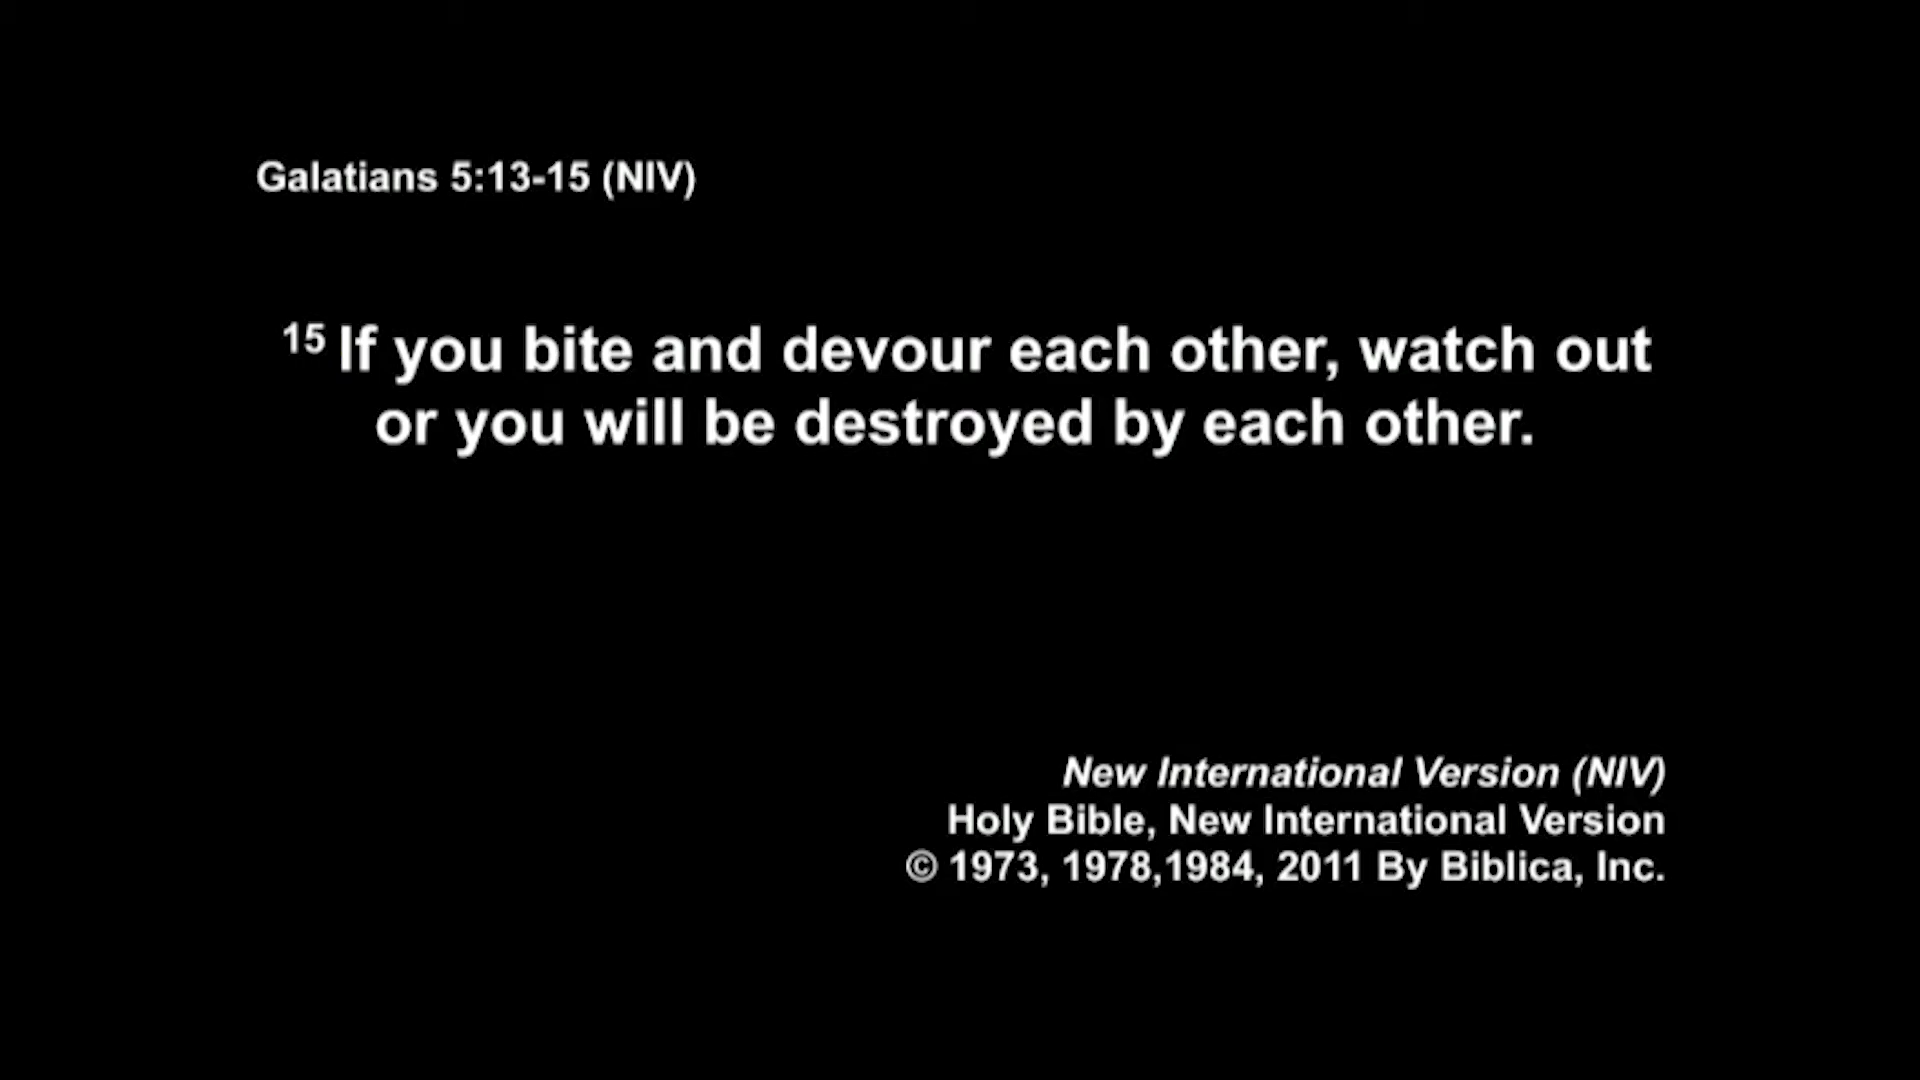 Galatians 5:13-15 (NIV)
15 If you bite and devour each other, watch out
or you will be destroyed by each other.
New International Version (NIV)
Holy Bible, New International Version
© 1973, 1978,1984, 2011 By Biblica, Inc.